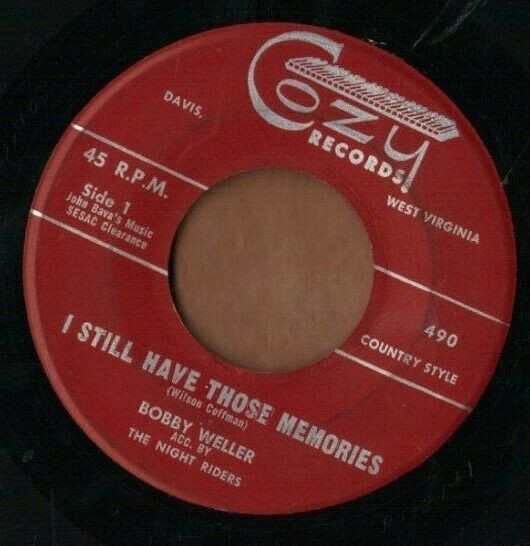 Cozy
RECORDS
DAVIS,
WEST VIRGINIA
45 R.P.M.
Side 1
John Bava's Music
SESAC Clearance
490
COUNTRY STYLE
I STILL HAVE THOSE MEMORIES
(Wilson Coffman)
BOBBY WELLER
ACC. BY
THE NIGHT RIDERS